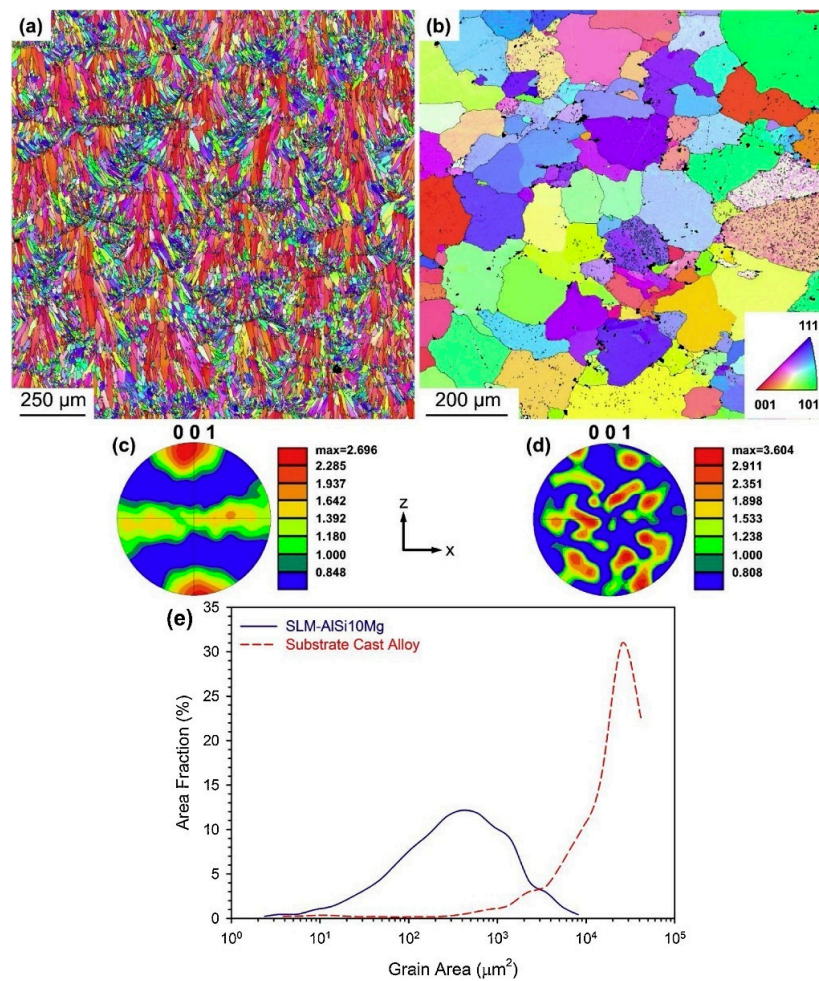 (a)
250 µm
(b)
200 µm
111
001
101
(c)
0 0 1
max=2.696
2.285
1.937
1.642
1.392
1.180
1.000
0.848
z
x
(d)
0 0 1
max=3.604
2.911
2.351
1.898
1.533
1.238
1.000
0.808
(e)
SLM-AlSi10Mg
Substrate Cast Alloy
Area Fraction (%)
35
30
25
20
15
10
5
0
10⁰
10¹
10²
10³
10⁴
10⁵
Grain Area (µm²)